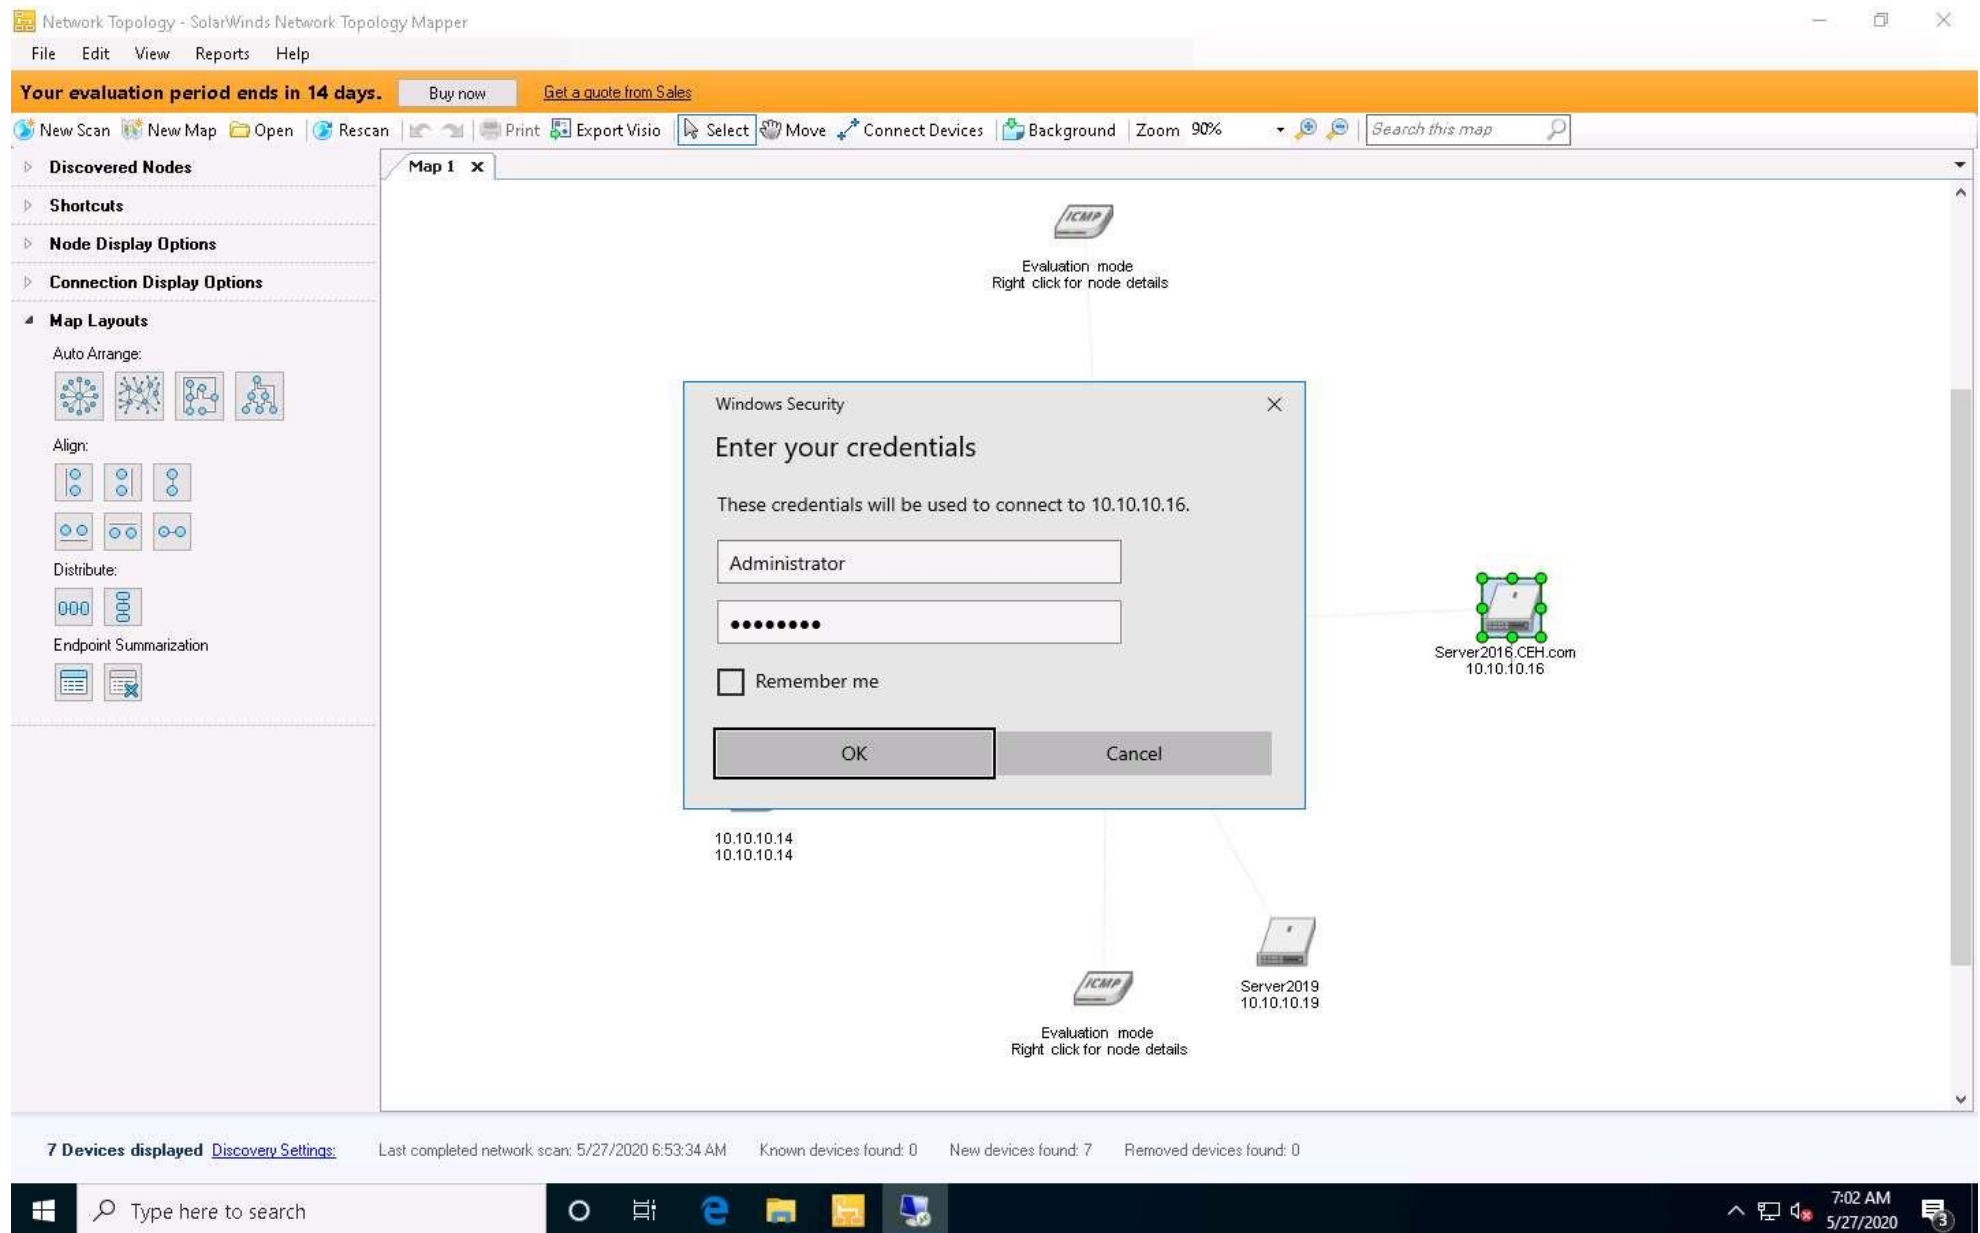 Network Topology - SolarWinds Network Topology Mapper
File Edit View Reports Help
Your evaluation period ends in 14 days. Buy now Get a quote from Sales
New Scan New Map Open Rescan Print Export Visio Select Move Connect Devices Background Zoom 90% Search this map
Discovered Nodes
Shortcuts
Node Display Options
Connection Display Options
Map Layouts
Auto Arrange:
Align:
Distribute:
Endpoint Summarization
Map 1 x
ICMP
Evaluation mode
Right click for node details
Windows Security
Enter your credentials
These credentials will be used to connect to 10.10.10.16.
Administrator
●●●●●●●●
Remember me
OK Cancel
Server2016.CEH.com
10.10.10.16
10.10.10.14
10.10.10.14
Server2019
10.10.10.19
ICMP
Evaluation mode
Right click for node details
7 Devices displayed Discovery Settings: Last completed network scan: 5/27/2020 6:53:34 AM Known devices found: 0 New devices found: 7 Removed devices found: 0
Type here to search
7:02 AM
5/27/2020
3